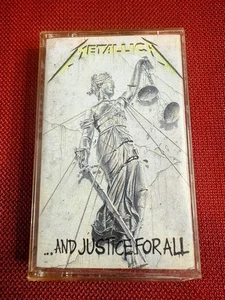 METALLICA
...AND JUSTICE FOR ALL